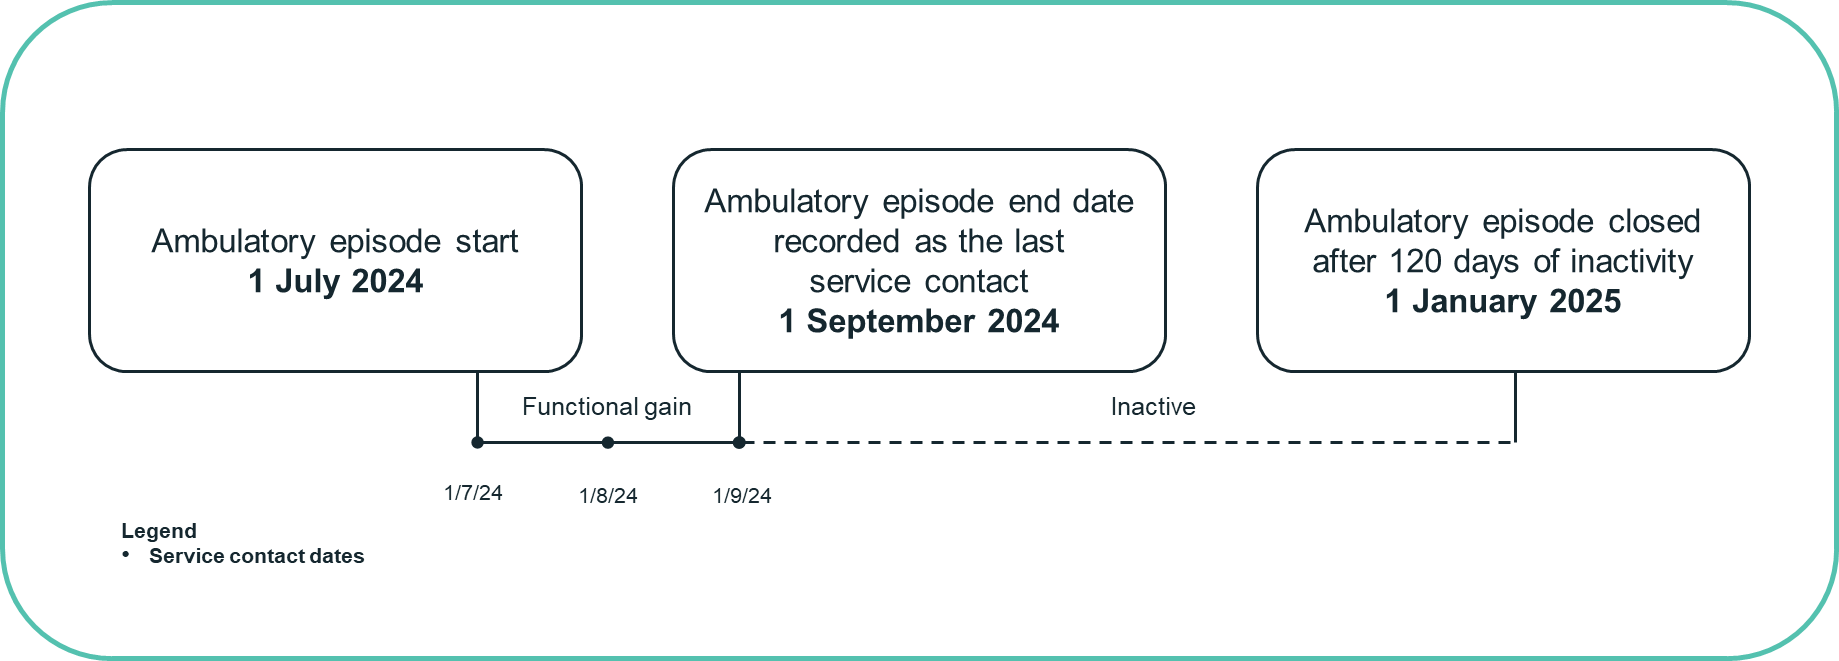 Ambulatory episode start
1 July 2024
Ambulatory episode end date
recorded as the last
service contact
1 September 2024
Ambulatory episode closed
after 120 days of inactivity
1 January 2025
Functional gain
Inactive
1/7/24
1/8/24
1/9/24
Legend
• Service contact dates